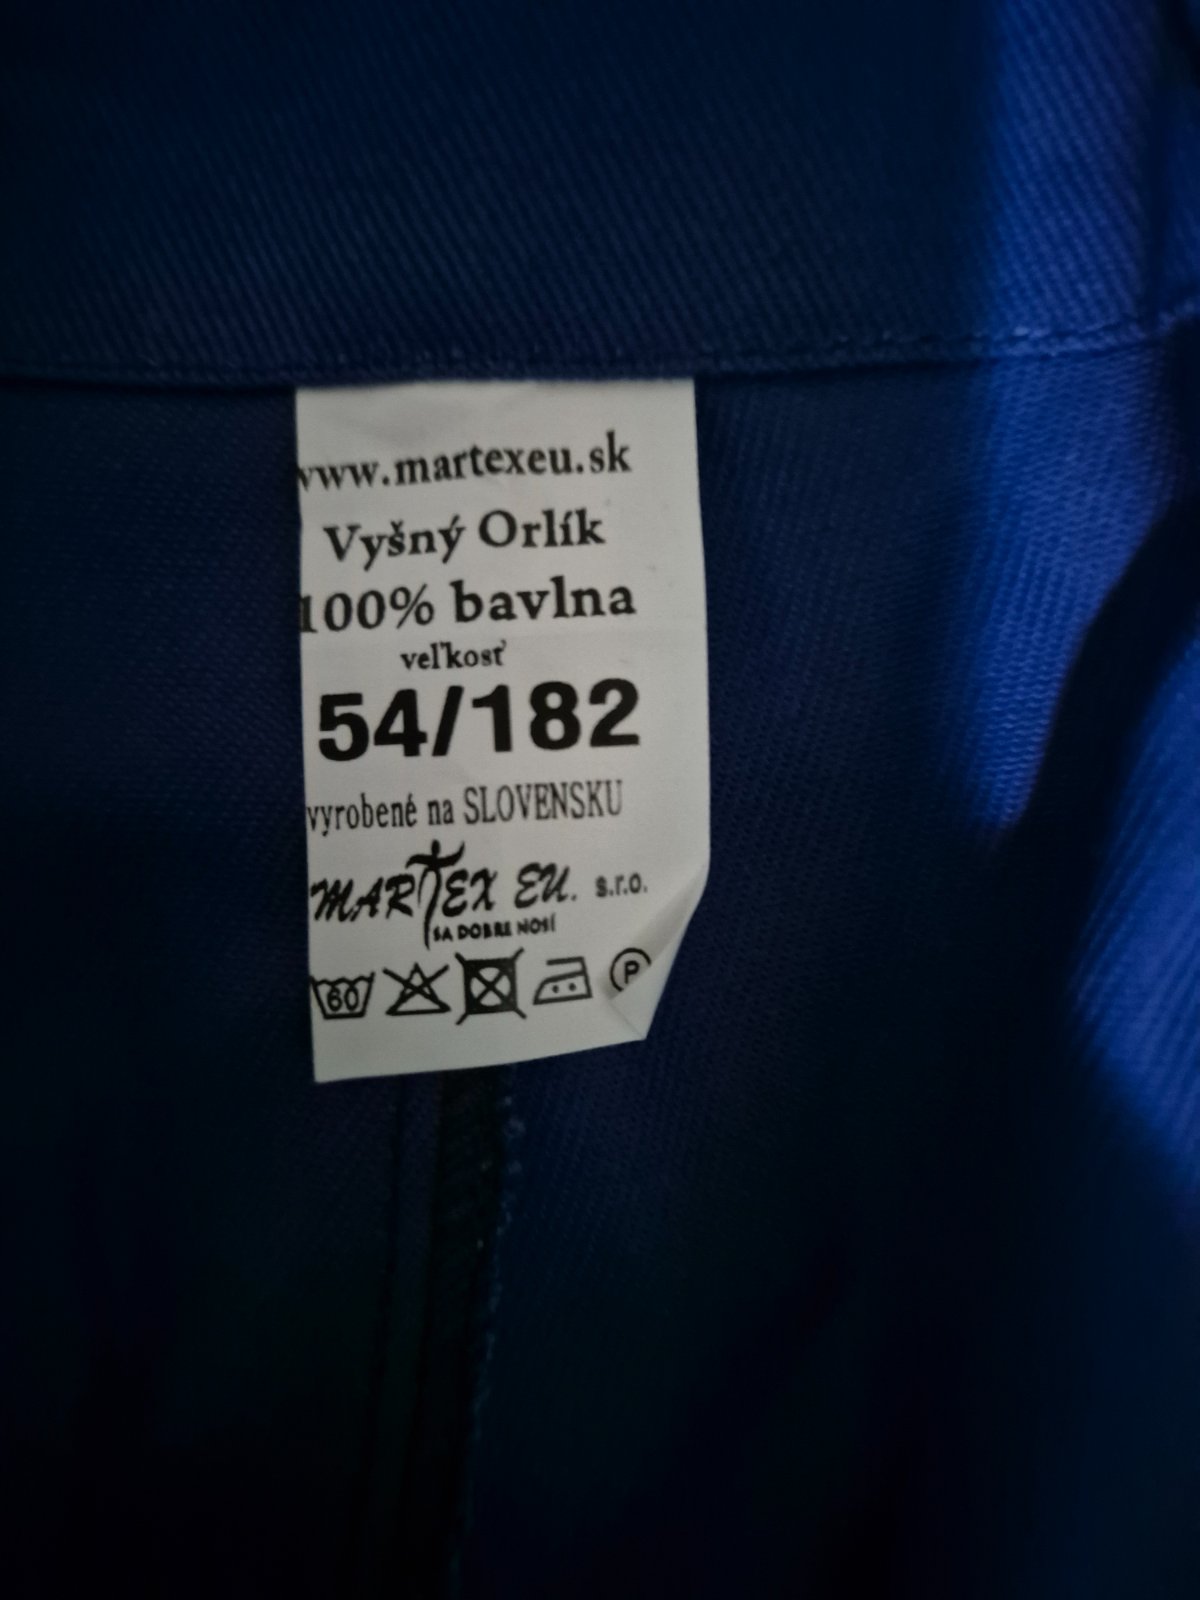 www.martexeu.sk
Vyšný Orlík
100% bavlna
veľkosť
54/182
vyrobené na SLOVENSKU
MARTEX EU. s.r.o.
SA DOBRE NOSÍ
60 P